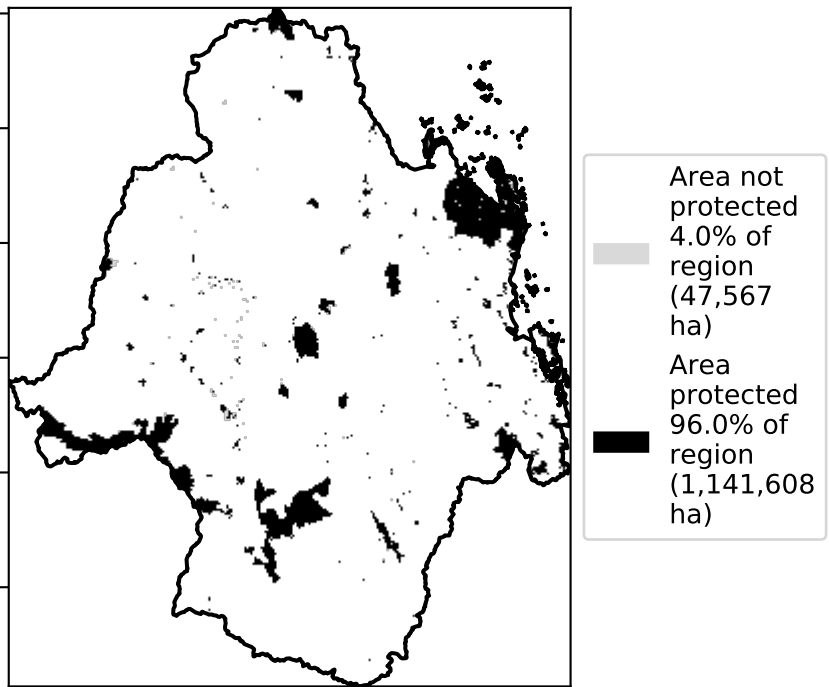 Area not
protected
4.0% of
region
(47,567
ha)
Area
protected
96.0% of
region
(1,141,608
ha)